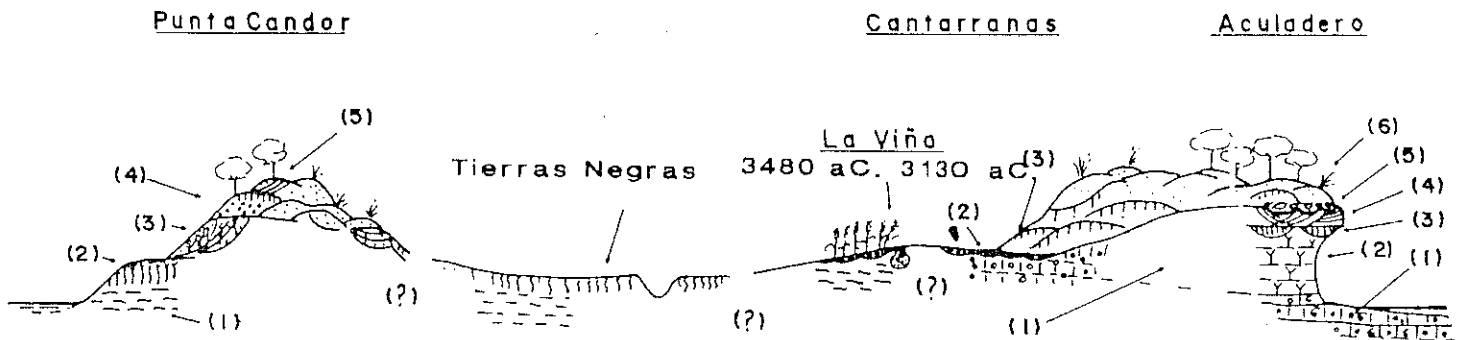 Punta Candor
Cantarranas
Aculadero
La Viña
3480 aC. 3130 aC.
Tierras Negras
(5)
(4)
(3)
(2)
(1)
(?)
(?)
(?)
(3)
(2)
(1)
(6)
(5)
(4)
(3)
(2)
(1)